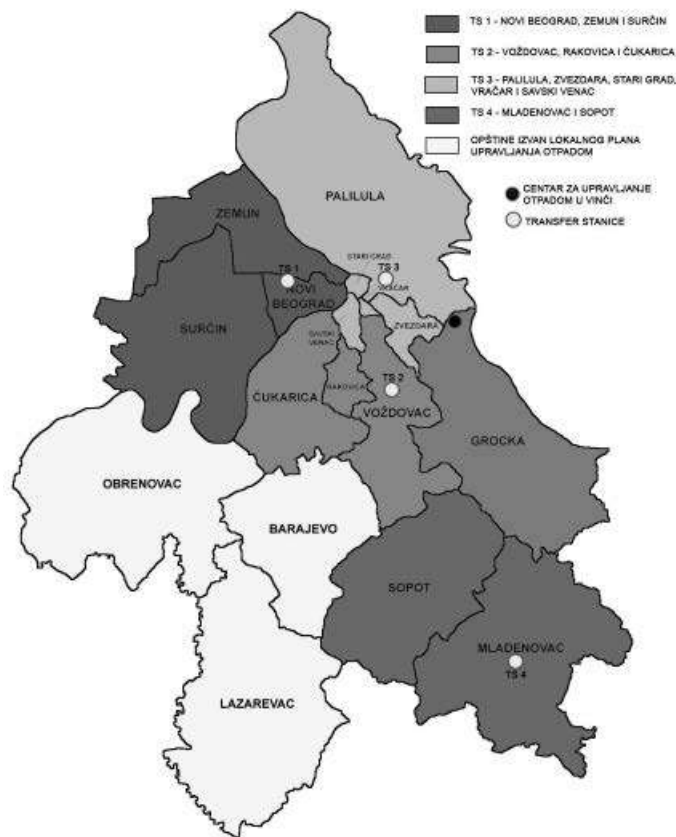 TS 1 - NOVI BEOGRAD, ZEMUN I SURČIN
TS 2 - VOŽDOVAC, RAKOVICA I ČUKARICA
TS 3 - PALILULA, ZVEZDARA, STARI GRAD,
VRAČAR I SAVSKI VENAC
TS 4 - MLADENOVAC I SOPOT
OPŠTINE IZVAN LOKALNOG PLANA
UPRAVLJANJA OTPADOM
CENTAR ZA UPRAVLJANJE
OTPADOM U VINČI
TRANSFER STANICE
PALILULA
ZEMUN
STARI GRAD
TS 3
TS 1
VRAČAR
NOVI
BEOGRAD
ZVEZDARA
SURČIN
SAVSKI
VENAC
TS 2
RAKOVICA
ČUKARICA
VOŽDOVAC
GROCKA
OBRENOVAC
BARAJEVO
SOPOT
MLADENOVAC
TS 4
LAZAREVAC